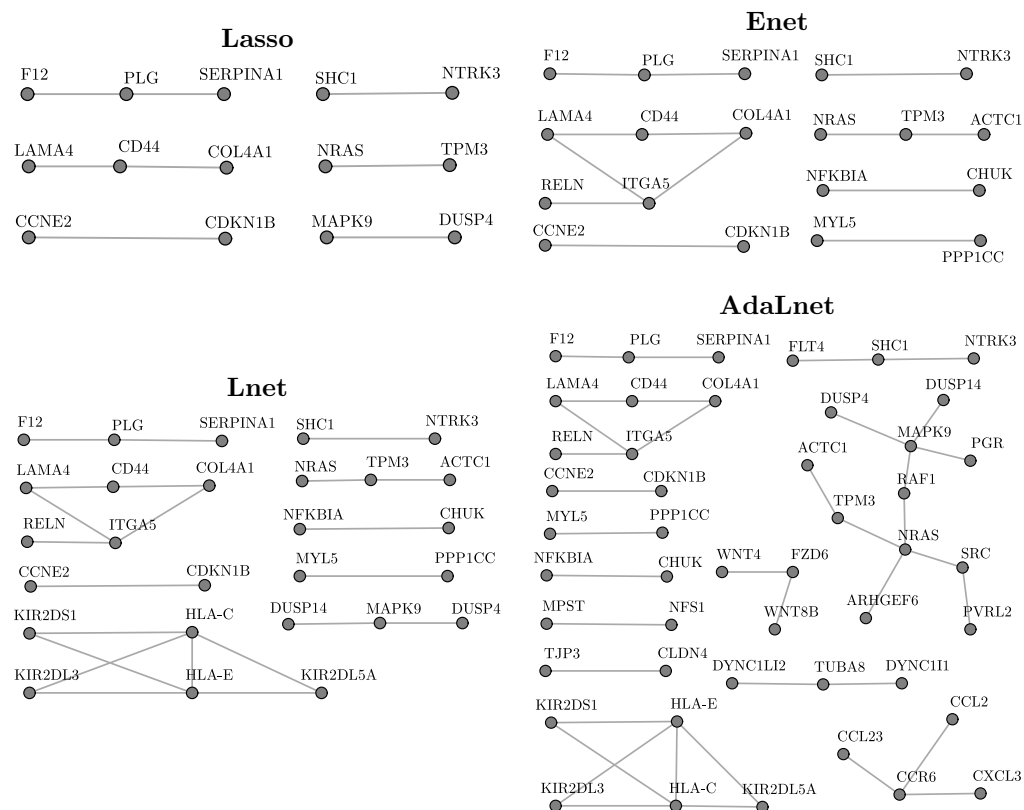 Lasso
F12 PLG SERPINA1 SHC1 NTRK3
LAMA4 CD44 COL4A1 NRAS TPM3
CCNE2 CDKN1B MAPK9 DUSP4
Enet
F12 PLG SERPINA1 SHC1 NTRK3
LAMA4 CD44 COL4A1 NRAS TPM3 ACTC1
RELN ITGA5 NFKBIA CHUK
CCNE2 CDKN1B MYL5
PPP1CC
Lnet
F12 PLG SERPINA1 SHC1 NTRK3
LAMA4 CD44 COL4A1 NRAS TPM3 ACTC1
RELN ITGA5 NFKBIA CHUK
CCNE2 CDKN1B MYL5 PPP1CC
KIR2DS1 HLA-C DUSP14 MAPK9 DUSP4
KIR2DL3 HLA-E KIR2DL5A
AdaLnet
F12 PLG SERPINA1 FLT4 SHC1 NTRK3
LAMA4 CD44 COL4A1 DUSP4 DUSP14
RELN ITGA5 ACTC1 MAPK9 PGR
CCNE2 CDKN1B RAF1
MYL5 PPP1CC TPM3
NRAS
NFKBIA CHUK WNT4 FZD6 SRC
MPST NFS1 WNT8B ARHGEF6 PVRL2
TJP3 CLDN4 DYNC1LI2 TUBA8 DYNC1I1
KIR2DS1 HLA-E CCL2
CCL23
KIR2DL3 HLA-C KIR2DL5A CCR6 CXCL3